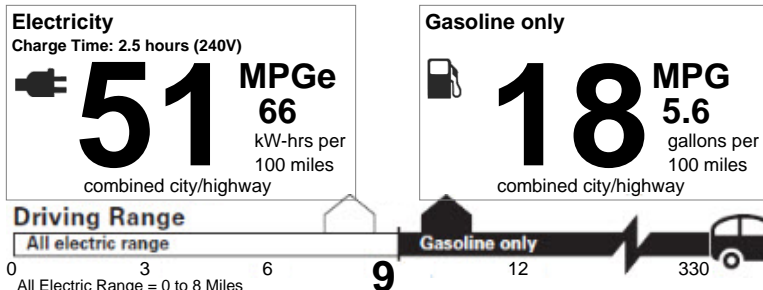 Electricity
Charge Time: 2.5 hours (240V)
51
MPGe
66
kW-hrs per
100 miles
combined city/highway
Gasoline only
18
MPG
5.6
gallons per
100 miles
combined city/highway
Driving Range
All electric range
Gasoline only
0 3 6 9 12 330
All Electric Range = 0 to 8 Miles